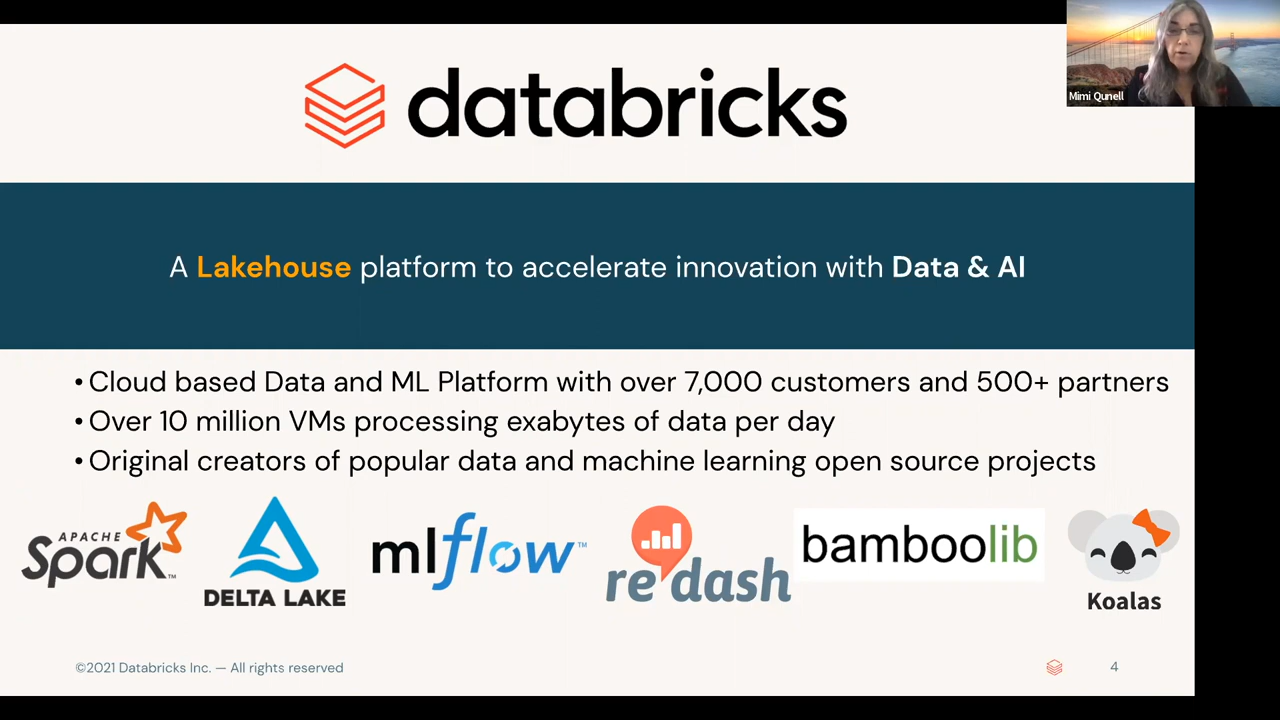 databricks
Mimi Qunell
A Lakehouse platform to accelerate innovation with Data & AI
• Cloud based Data and ML Platform with over 7,000 customers and 500+ partners
• Over 10 million VMs processing exabytes of data per day
• Original creators of popular data and machine learning open source projects
APACHE
Spark™
DELTA LAKE
mlflow™
redash
bamboolib
Koalas
©2021 Databricks Inc. — All rights reserved
4